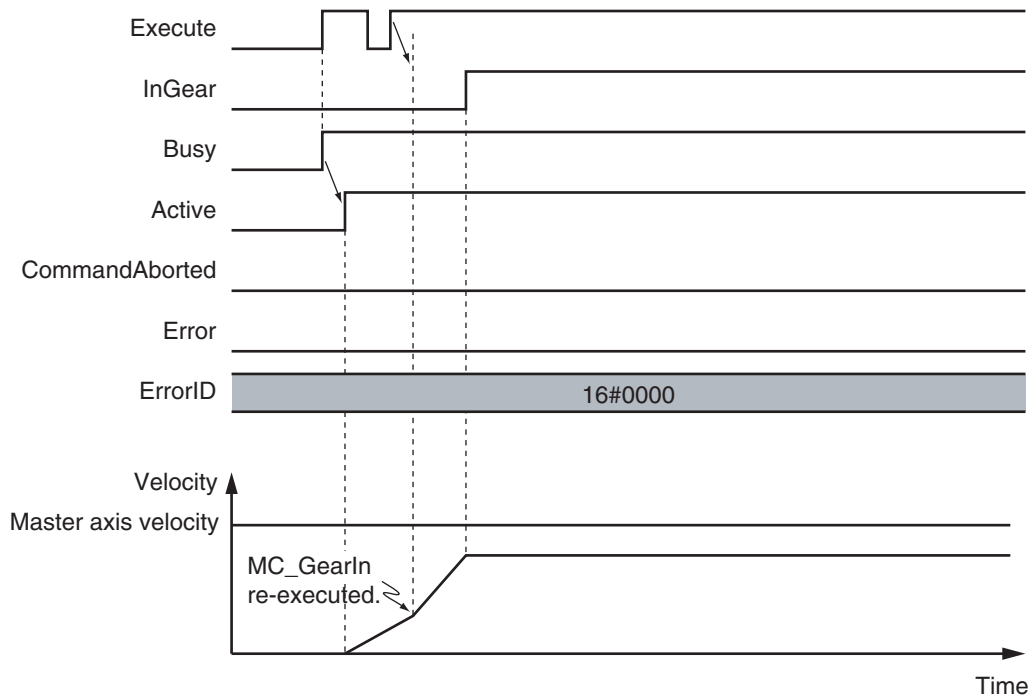 Execute
InGear
Busy
Active
CommandAborted
Error
ErrorID
16#0000
Velocity
Master axis velocity
MC_GearIn
re-executed.
Time